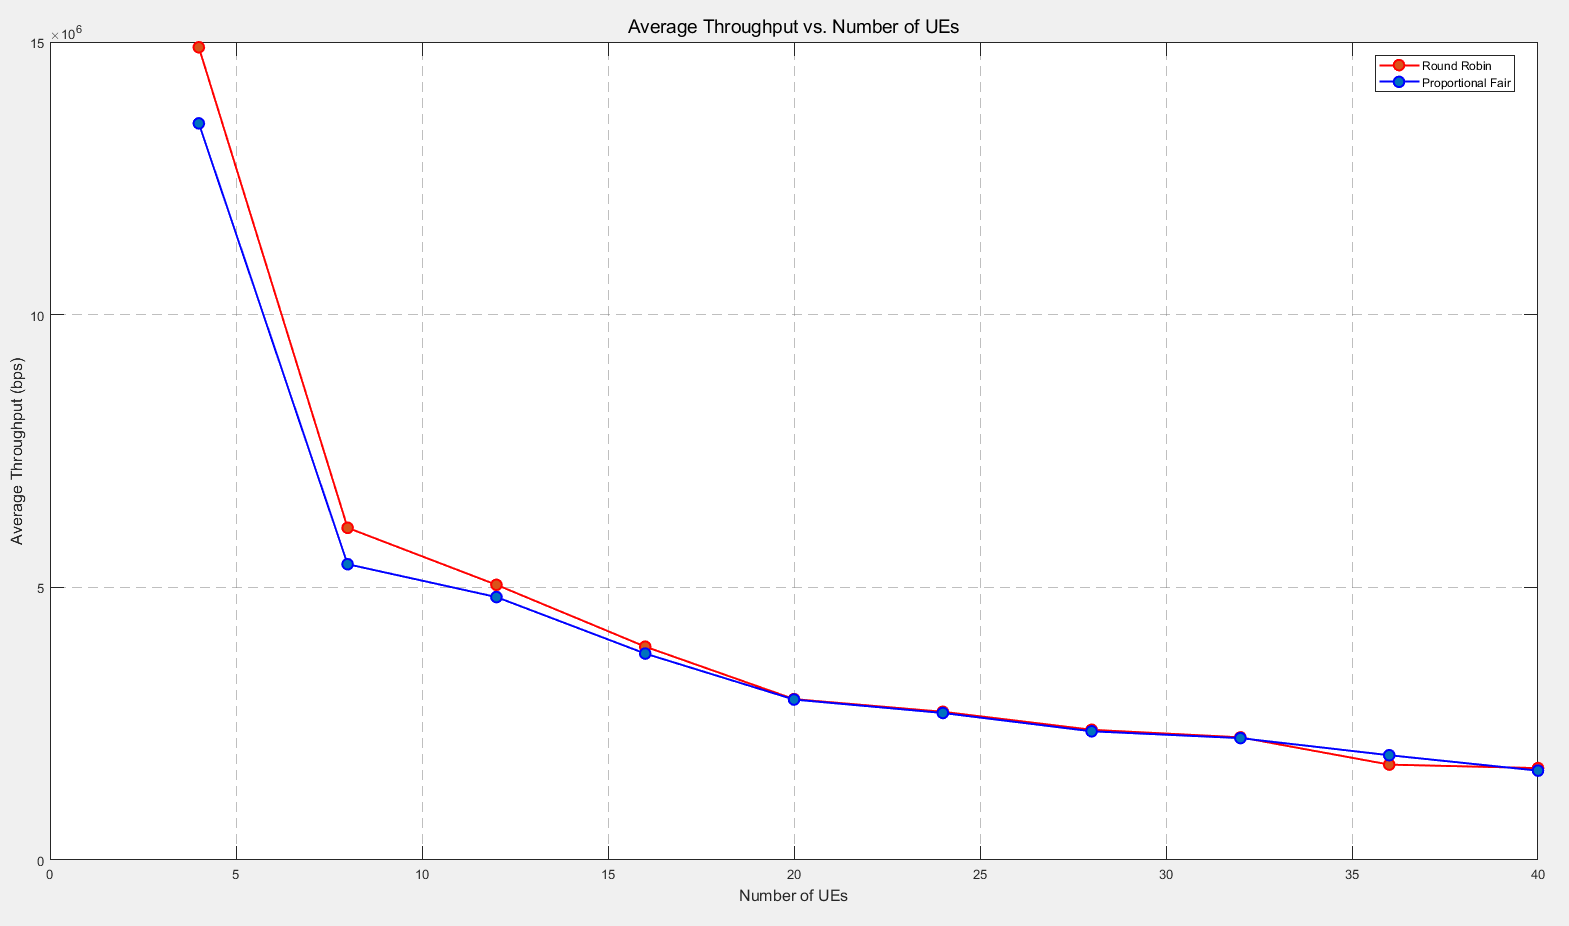 Average Throughput vs. Number of UEs
×10⁶
15
10
5
0
Average Throughput (bps)
0 5 10 15 20 25 30 35 40
Number of UEs
Round Robin
Proportional Fair